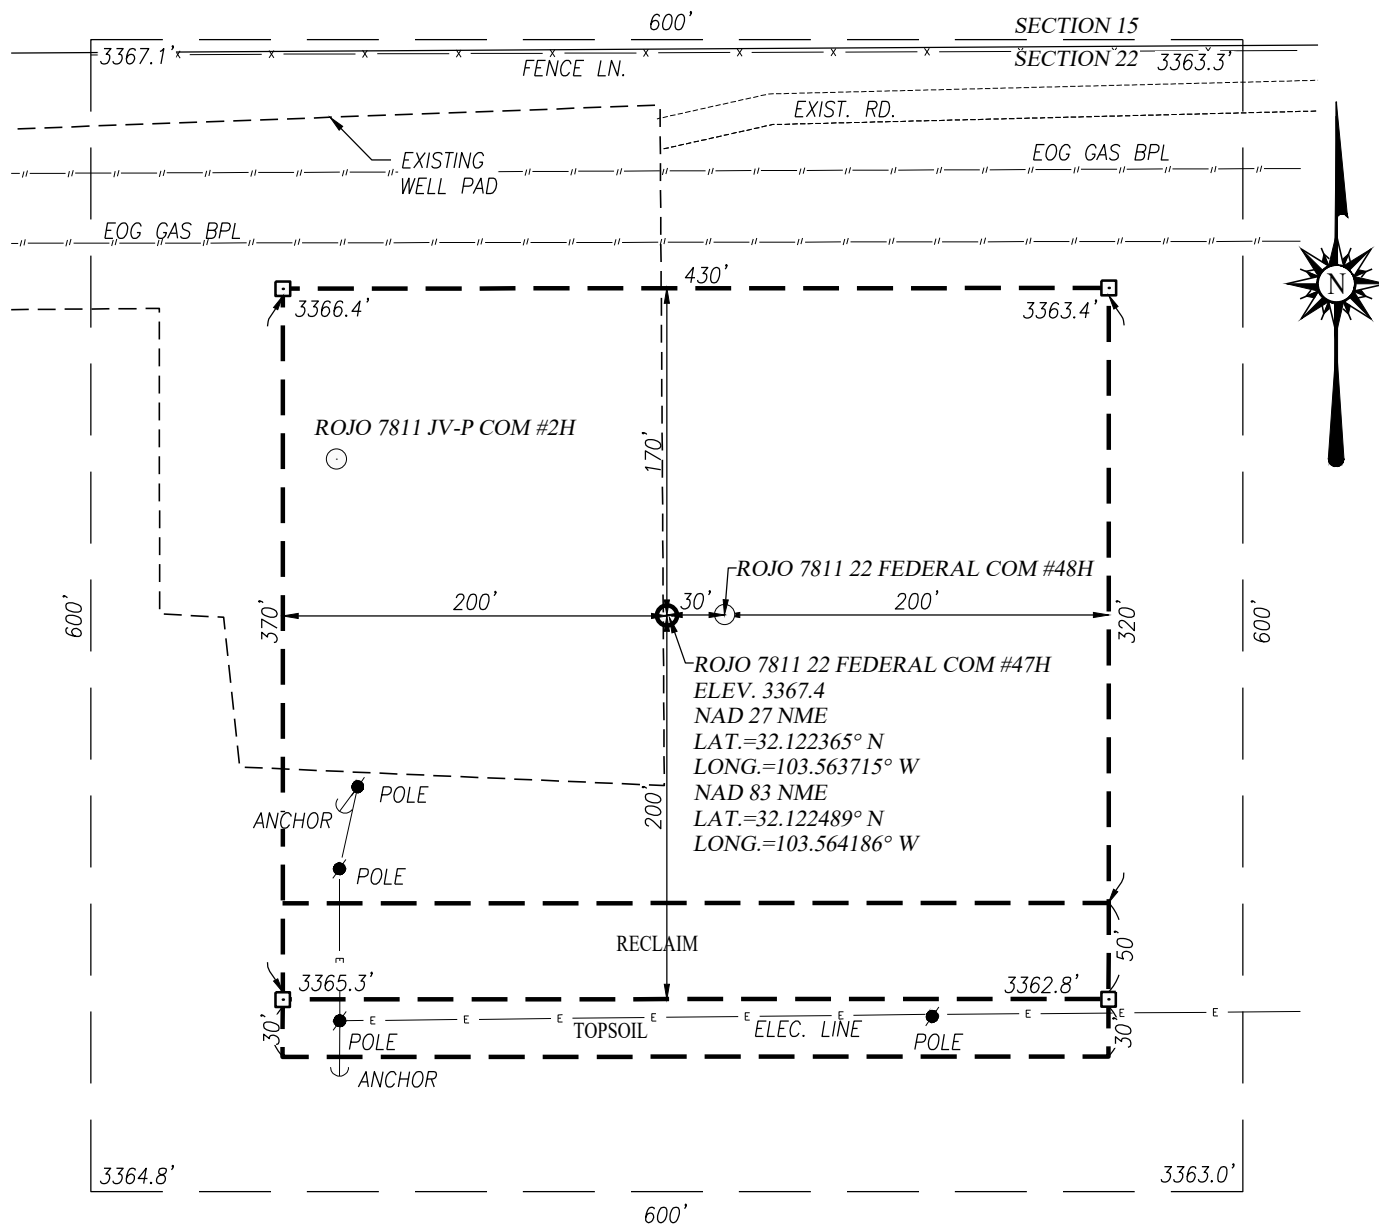 600'
SECTION 15
3367.1'
SECTION 22
3363.3'
FENCE LN.
EXIST. RD.
EXISTING
WELL PAD
EOG GAS BPL
EOG GAS BPL
430'
3366.4'
3363.4'
N
ROJO 7811 JV-P COM #2H
170'
ROJO 7811 22 FEDERAL COM #48H
600'
370'
200'
30'
200'
320'
600'
ROJO 7811 22 FEDERAL COM #47H
ELEV. 3367.4
NAD 27 NME
LAT.=32.122365° N
LONG.=103.563715° W
NAD 83 NME
LAT.=32.122489° N
LONG.=103.564186° W
200'
POLE
ANCHOR
POLE
RECLAIM
50'
E
3365.3'
3362.8'
30'
E E E E E E E E
TOPSOIL
ELEC. LINE
30'
POLE
POLE
ANCHOR
3364.8'
3363.0'
600'